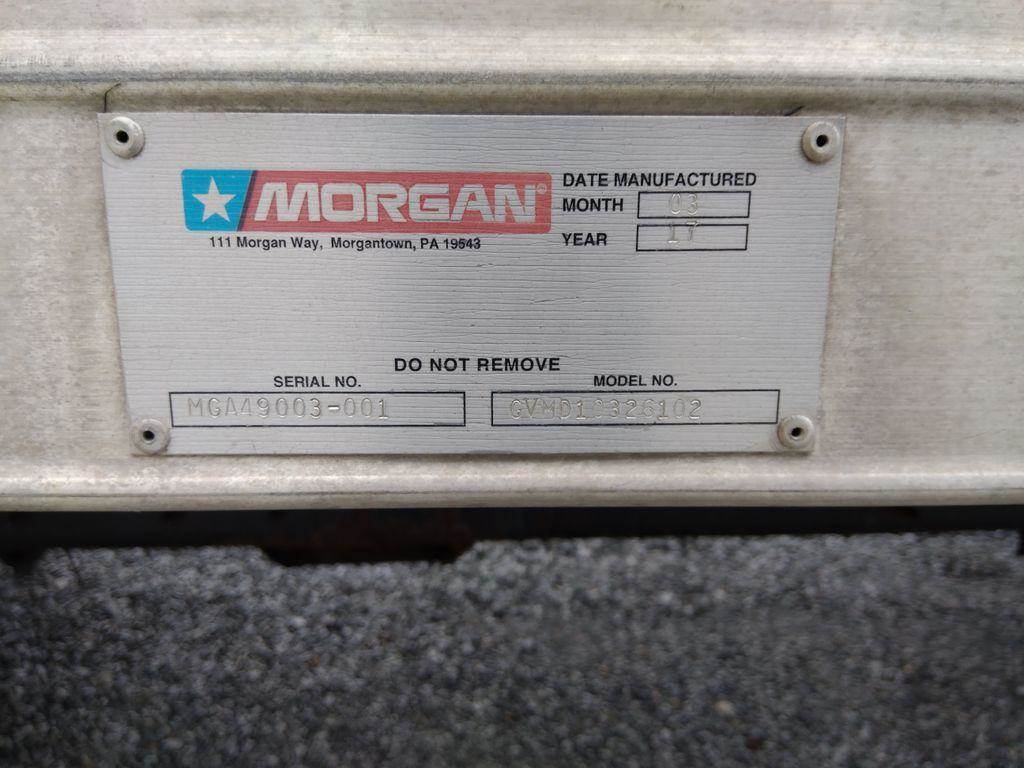 MORGAN®
111 Morgan Way, Morgantown, PA 19543
DATE MANUFACTURED
MONTH 03
YEAR 17
DO NOT REMOVE
SERIAL NO.
MGA49003-001
MODEL NO.
GVMD10326102